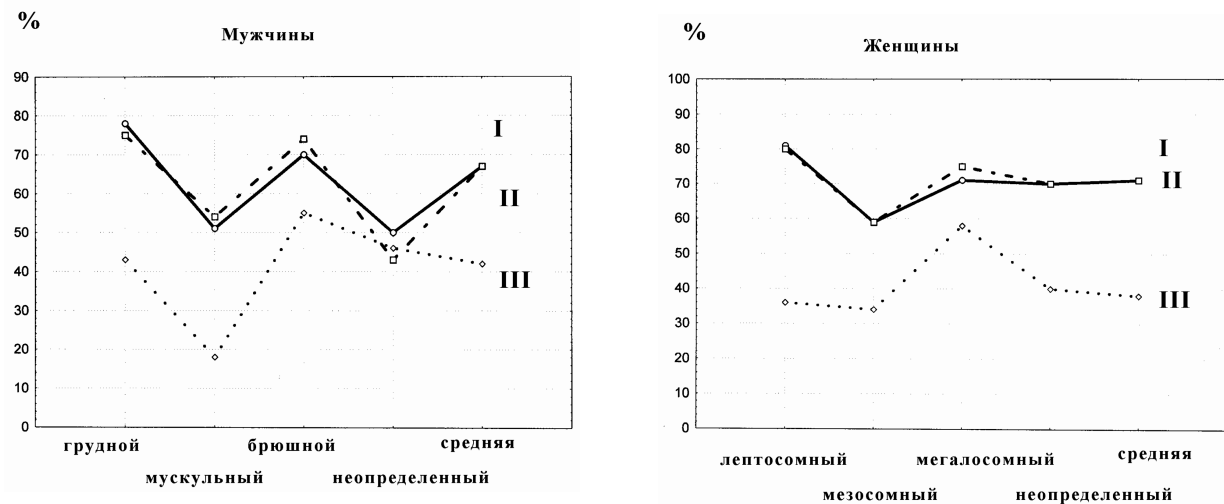 %
Мужчины
90
80
70
60
50
40
30
20
10
0
I
II
III
грудной
брюшной
средняя
мускульный
неопределенный
%
Женщины
100
90
80
70
60
50
40
30
20
10
0
I
II
III
лептосомный
мегалосомный
средняя
мезосомный
неопределенный